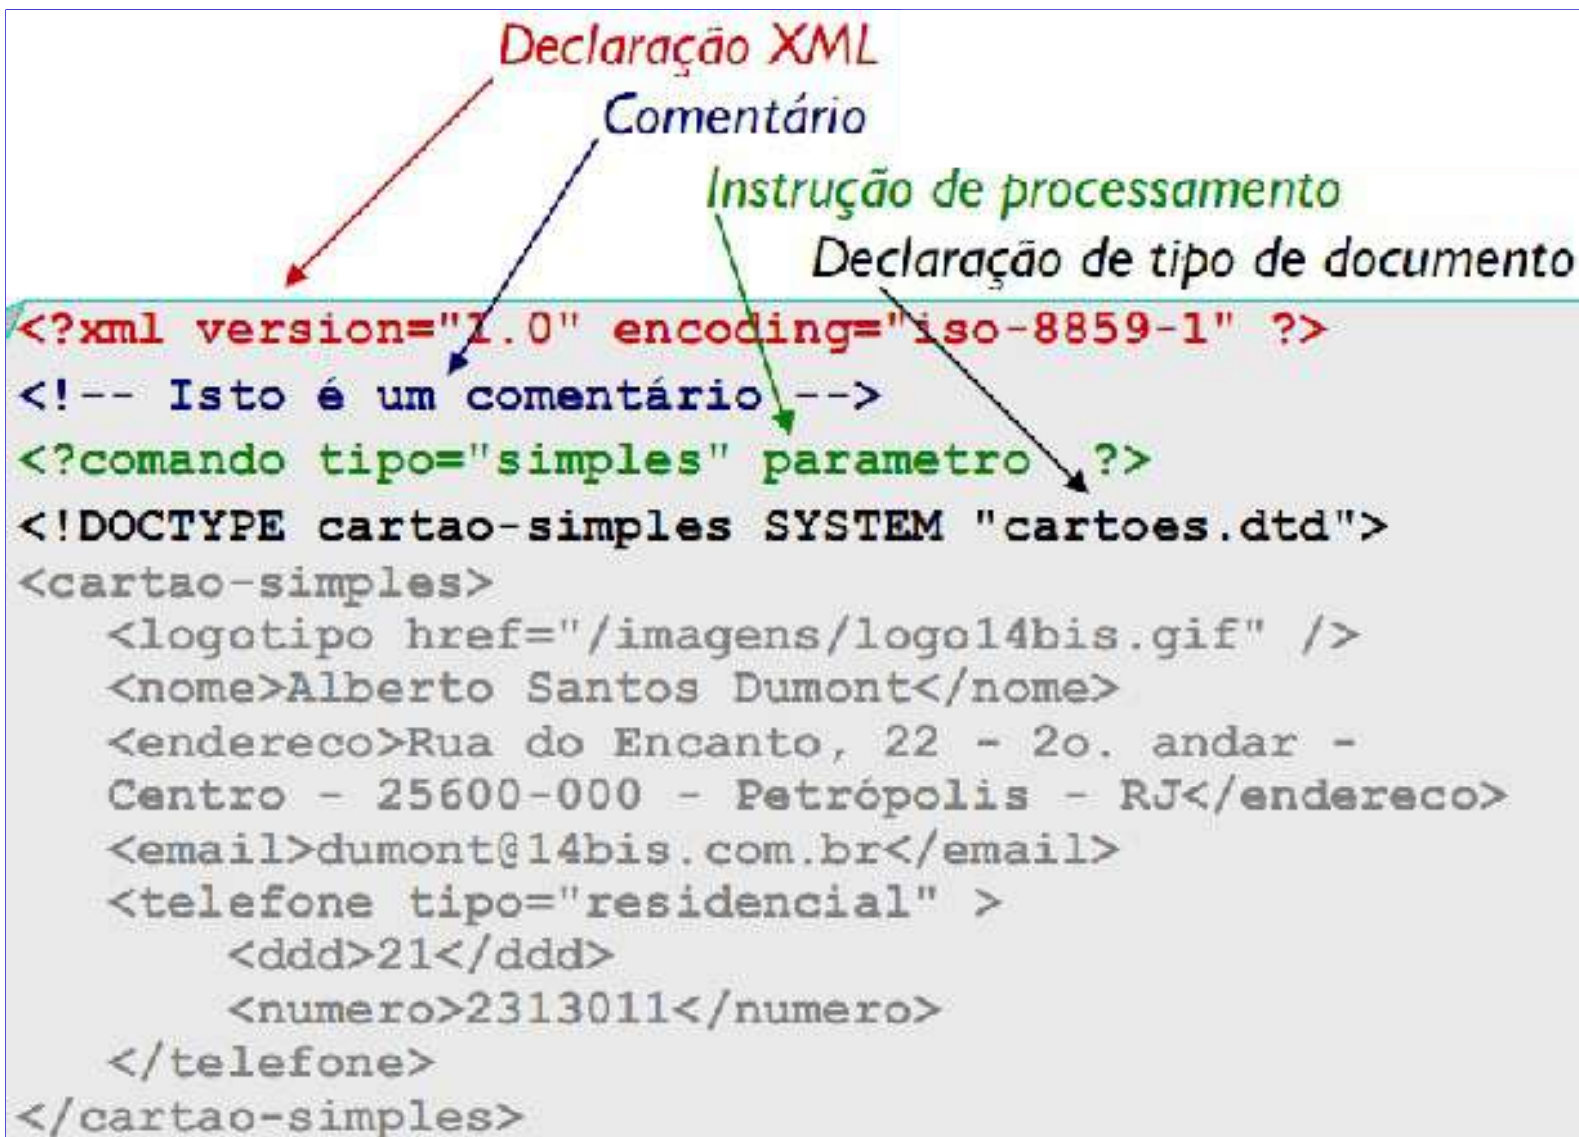 Declaração XML
Comentário
Instrução de processamento
Declaração de tipo de documento
<?xml version="1.0" encoding="iso-8859-1" ?>
<!-- Isto é um comentário -->
<?comando tipo="simples" parametro ?>
<!DOCTYPE cartao-simples SYSTEM "cartoes.dtd">
<cartao-simples>
<logotipo href="/imagens/logo14bis.gif" />
<nome>Alberto Santos Dumont</nome>
<endereco>Rua do Encanto, 22 - 2o. andar -
Centro - 25600-000 - Petrópolis - RJ</endereco>
<email>dumont@14bis.com.br</email>
<telefone tipo="residencial" >
<ddd>21</ddd>
<numero>2313011</numero>
</telefone>
</cartao-simples>